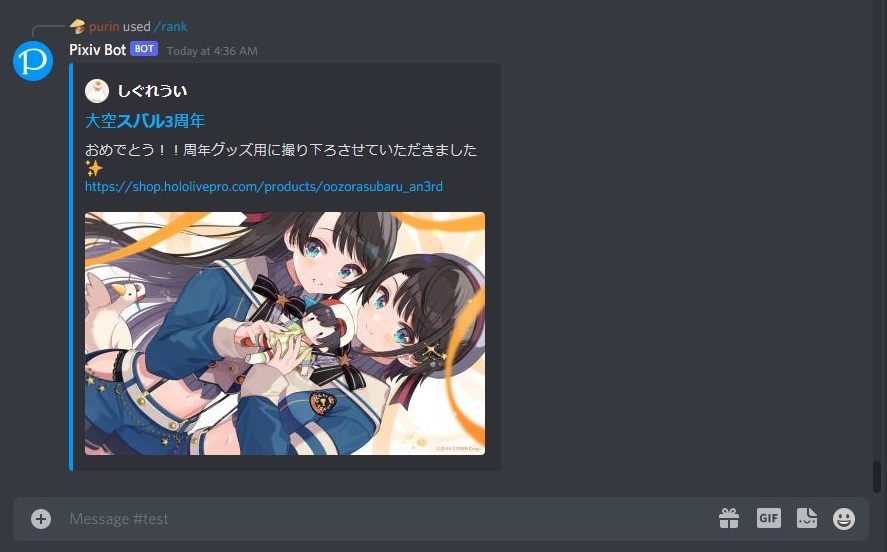 purin used /rank
Pixiv Bot BOT Today at 4:36 AM
しぐれうい
大空スバル3周年
おめでとう！！周年グッズ用に撮り下ろさせていただきました
✨
https://shop.hololivepro.com/products/oozorasubaru_an3rd
©2016 COVER Corp.
Message #test
GIF